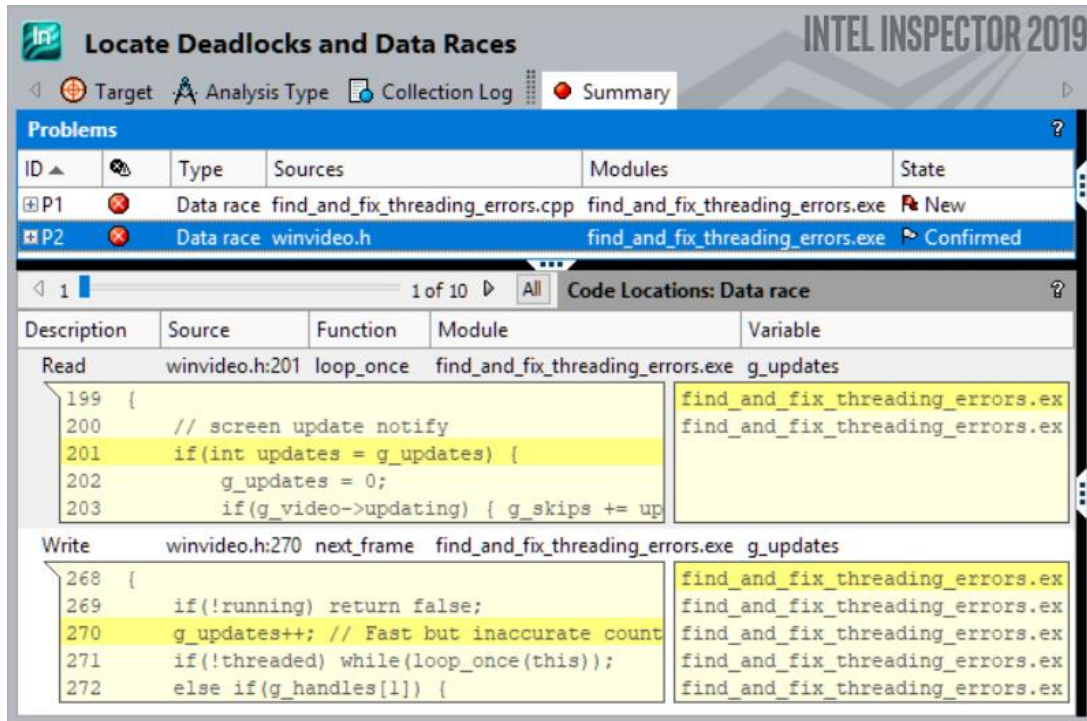 In
INTEL INSPECTOR 2019
Locate Deadlocks and Data Races
Target Analysis Type Collection Log Summary
Problems ?
ID Type Sources Modules State
P1 Data race find_and_fix_threading_errors.cpp find_and_fix_threading_errors.exe New
P2 Data race winvideo.h find_and_fix_threading_errors.exe Confirmed
1 1 of 10 All Code Locations: Data race ?
Description Source Function Module Variable
Read winvideo.h:201 loop_once find_and_fix_threading_errors.exe g_updates
199 { find_and_fix_threading_errors.ex
200 // screen update notify find_and_fix_threading_errors.ex
201 if(int updates = g_updates) {
202 g_updates = 0;
203 if(g_video->updating) { g_skips += up
Write winvideo.h:270 next_frame find_and_fix_threading_errors.exe g_updates
268 { find_and_fix_threading_errors.ex
269 if(!running) return false; find_and_fix_threading_errors.ex
270 g_updates++; // Fast but inaccurate count find_and_fix_threading_errors.ex
271 if(!threaded) while(loop_once(this)); find_and_fix_threading_errors.ex
272 else if(g_handles[1]) { find_and_fix_threading_errors.ex